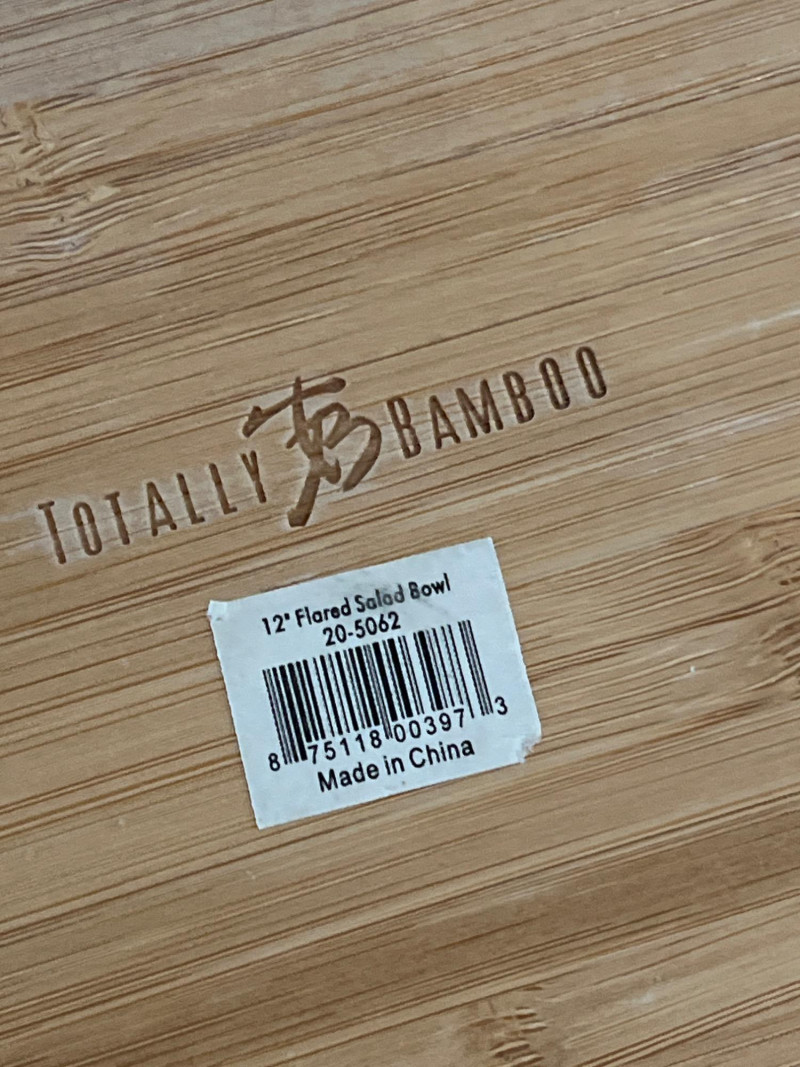 TOTALLY BAMBOO
12" Flared Salad Bowl
20-5062
8 75118 00397 3
Made in China